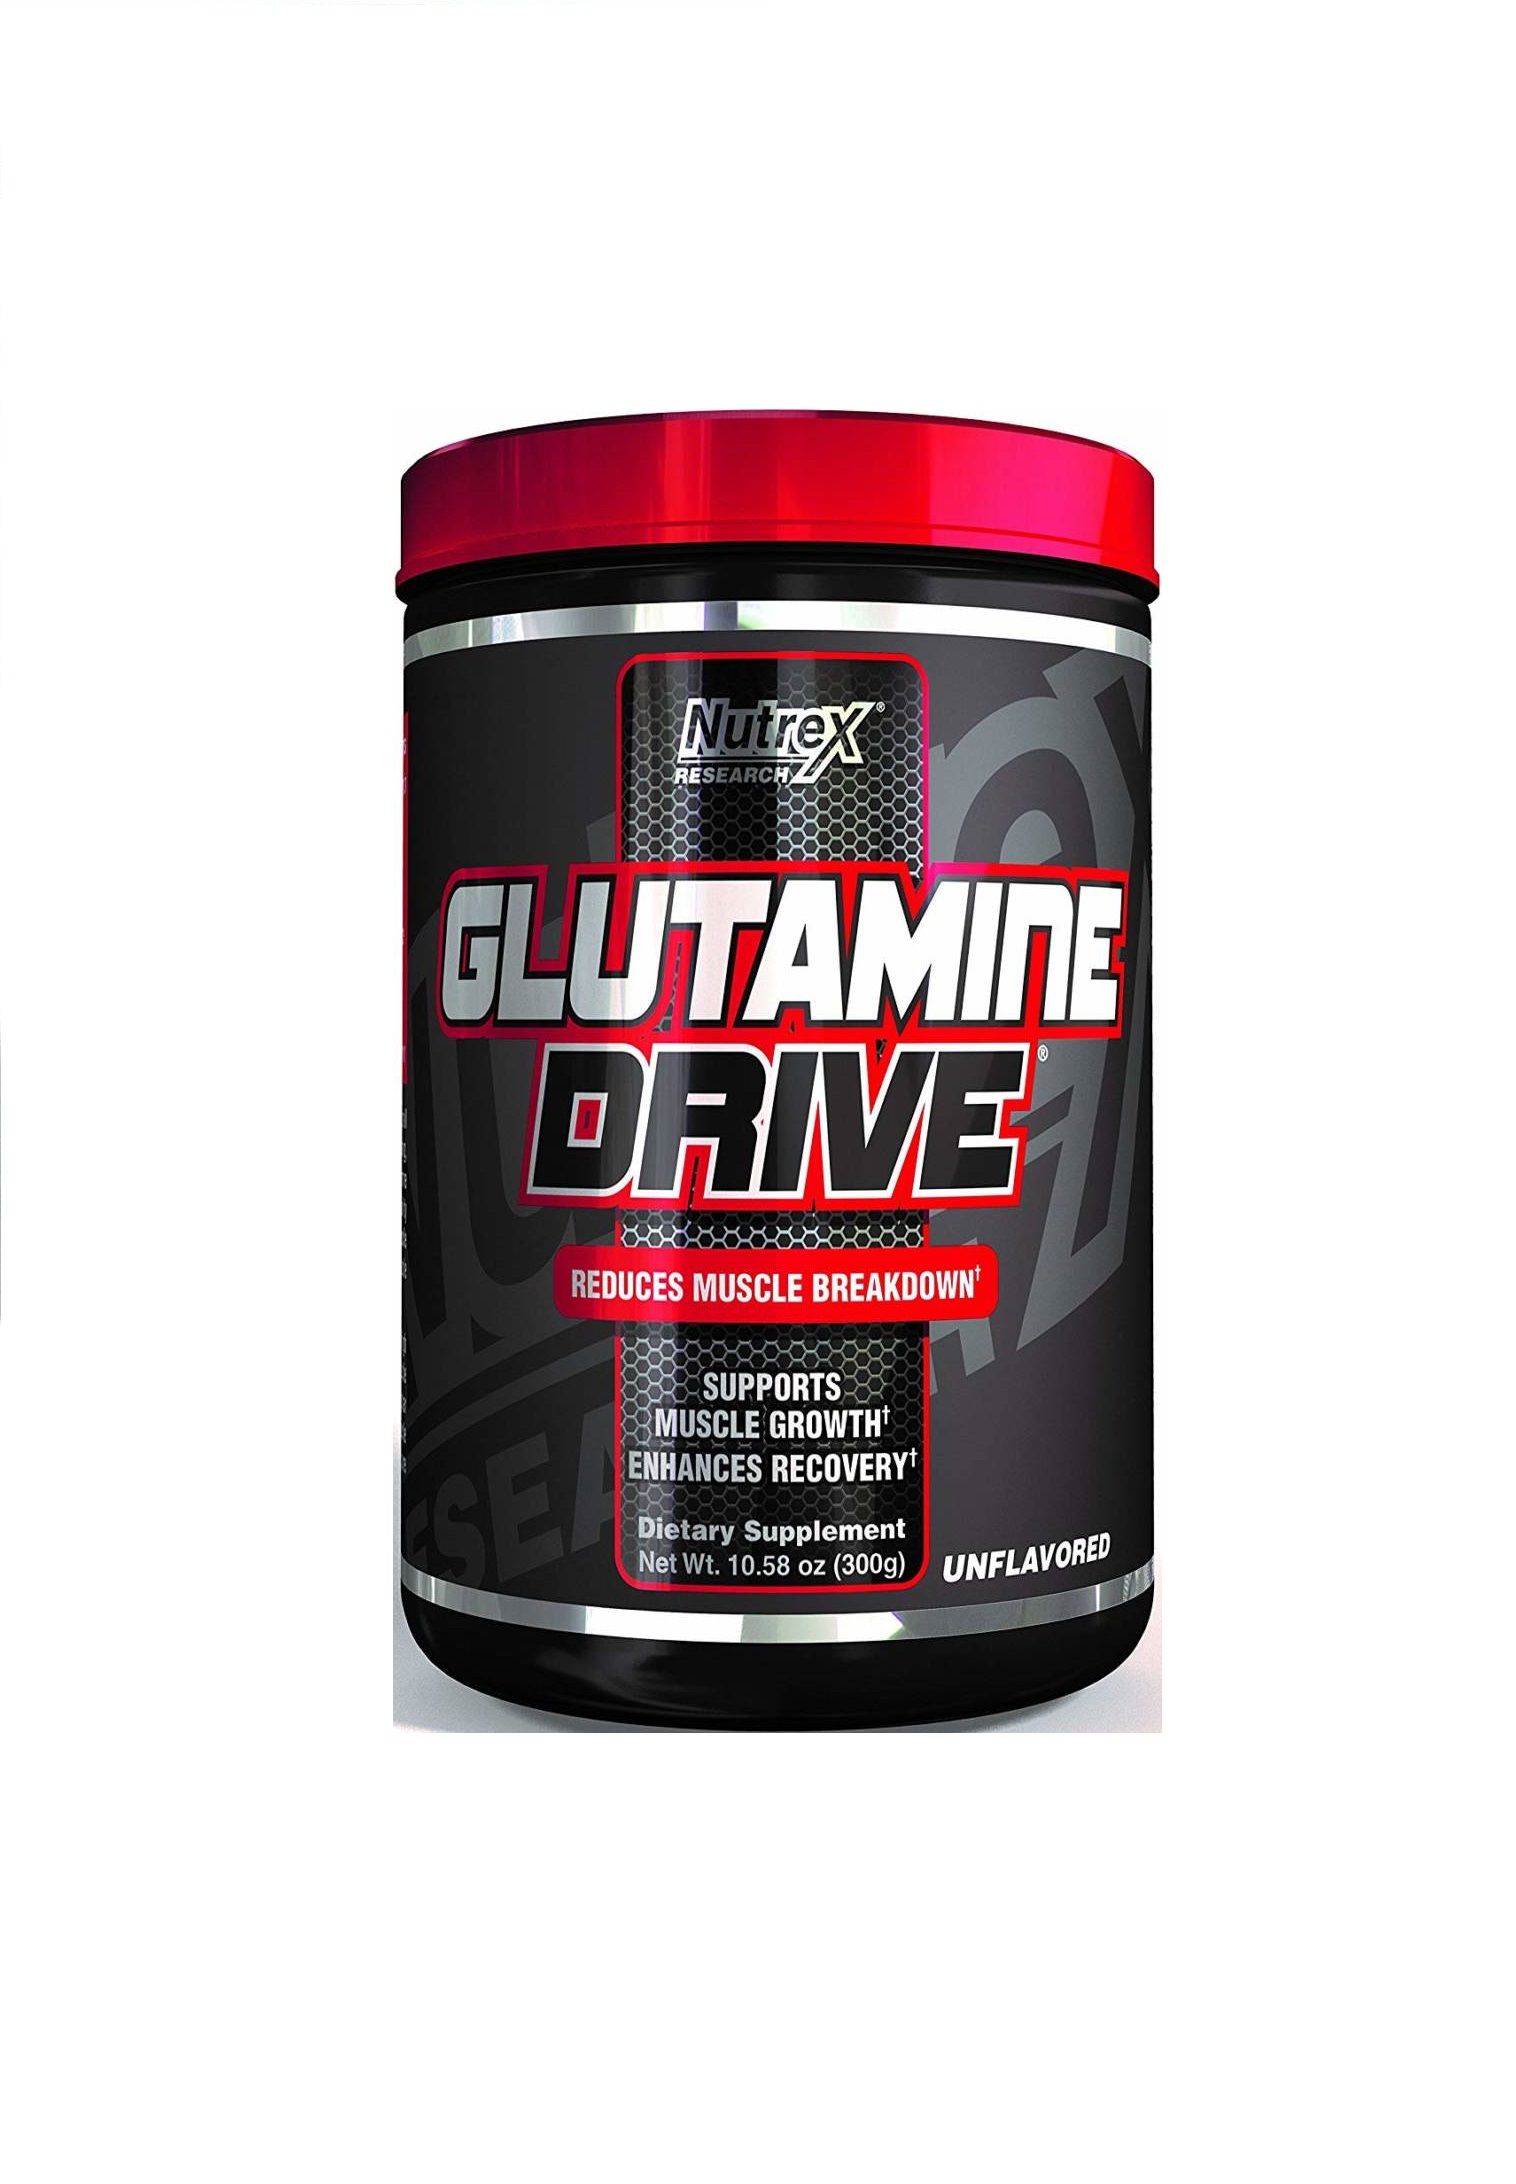 Nutrex®
RESEARCH
GLUTAMINE
DRIVE®
REDUCES MUSCLE BREAKDOWN†
SUPPORTS
MUSCLE GROWTH†
ENHANCES RECOVERY†
Dietary Supplement
Net Wt. 10.58 oz (300g)
UNFLAVORED